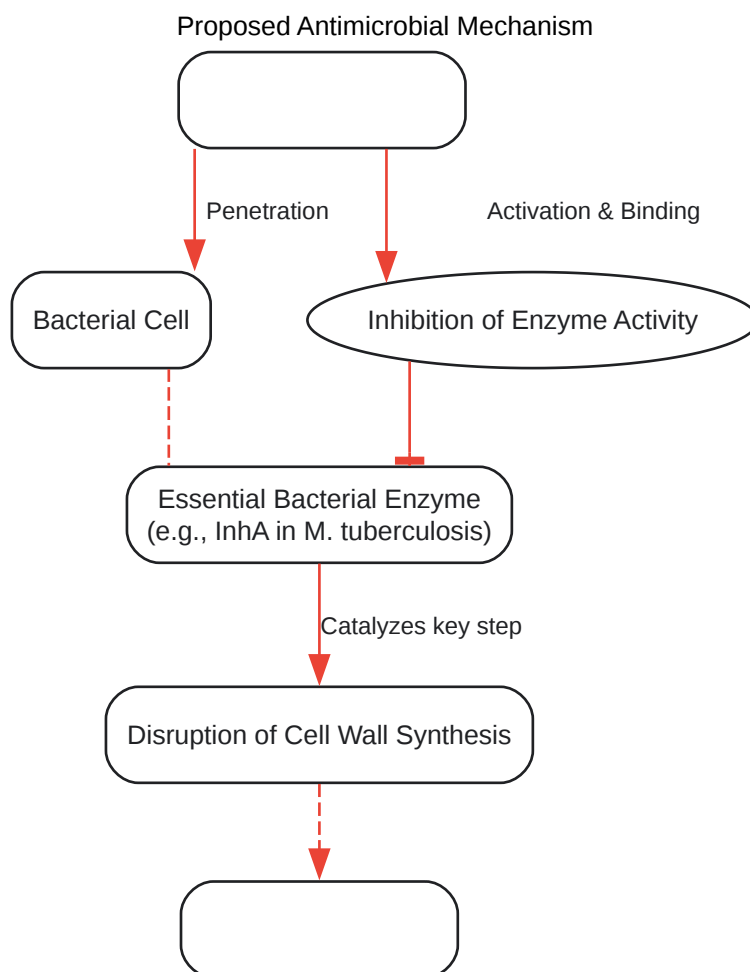 Proposed Antimicrobial Mechanism
Penetration
Activation & Binding
Bacterial Cell
Inhibition of Enzyme Activity
Essential Bacterial Enzyme
(e.g., InhA in M. tuberculosis)
Catalyzes key step
Disruption of Cell Wall Synthesis